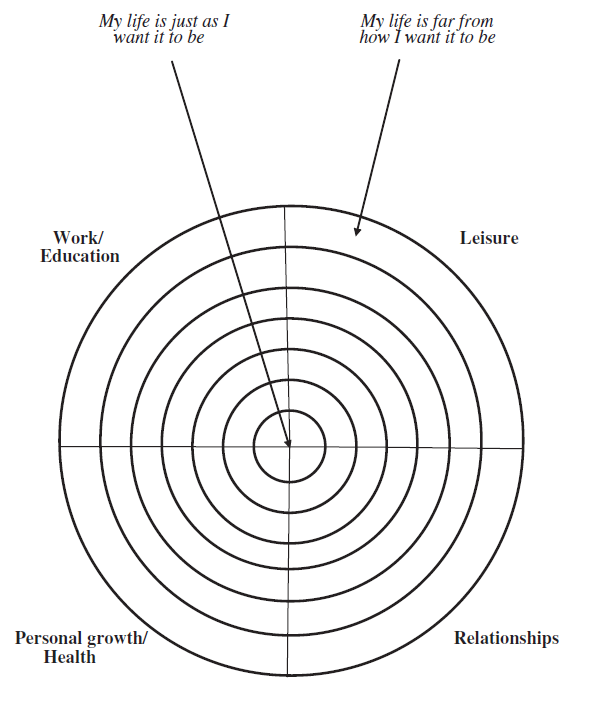 My life is just as I
want it to be
My life is far from
how I want it to be
Work/
Education
Leisure
Personal growth/
Health
Relationships